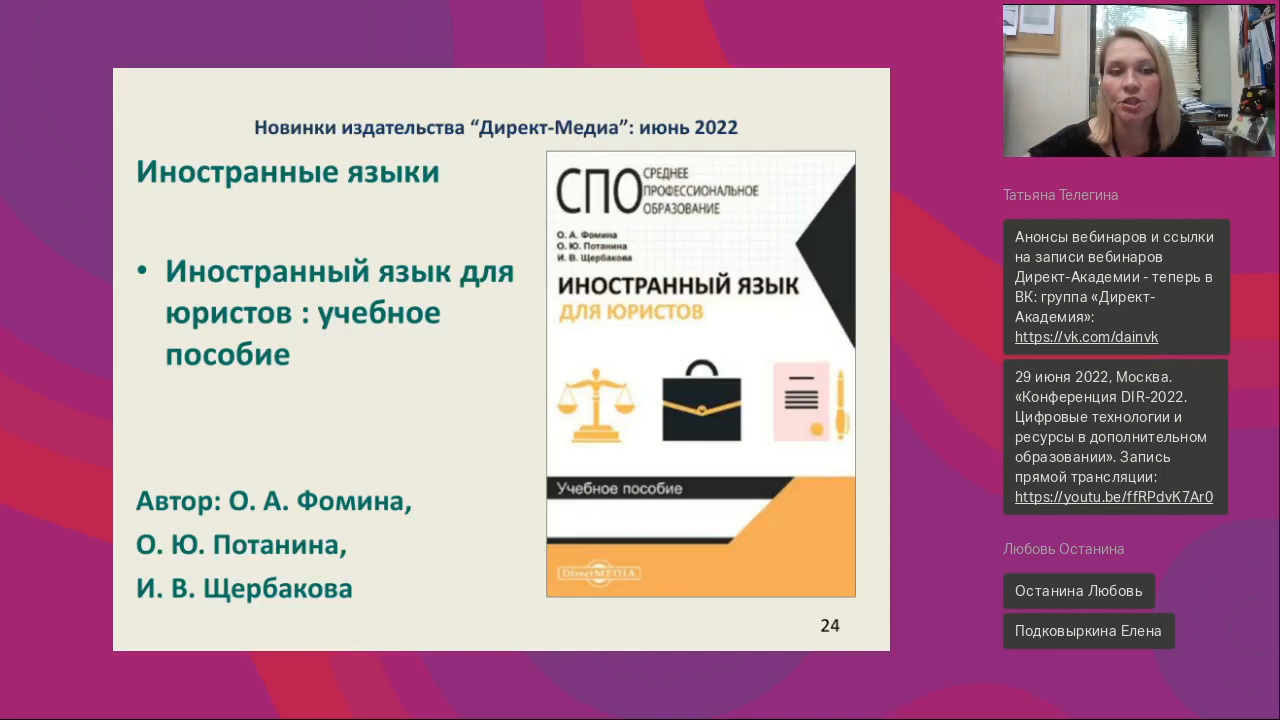 Новинки издательства “Директ-Медиа”: июнь 2022
Иностранные языки
• Иностранный язык для
юристов : учебное
пособие
Автор: О. А. Фомина,
О. Ю. Потанина,
И. В. Щербакова
СПО СРЕДНЕЕ
ПРОФЕССИОНАЛЬНОЕ
ОБРАЗОВАНИЕ
О. А. Фомина
О. Ю. Потанина
И. В. Щербакова
ИНОСТРАННЫЙ ЯЗЫК
ДЛЯ ЮРИСТОВ
Учебное пособие
DirectMEDIA
24
Татьяна Телегина
Анонсы вебинаров и ссылки
на записи вебинаров
Директ-Академии - теперь в
ВК: группа «Директ-
Академия»:
https://vk.com/dainvk
29 июня 2022, Москва.
«Конференция DIR-2022.
Цифровые технологии и
ресурсы в дополнительном
образовании». Запись
прямой трансляции:
https://youtu.be/ffRPdvK7Ar0
Любовь Останина
Останина Любовь
Подковыркина Елена